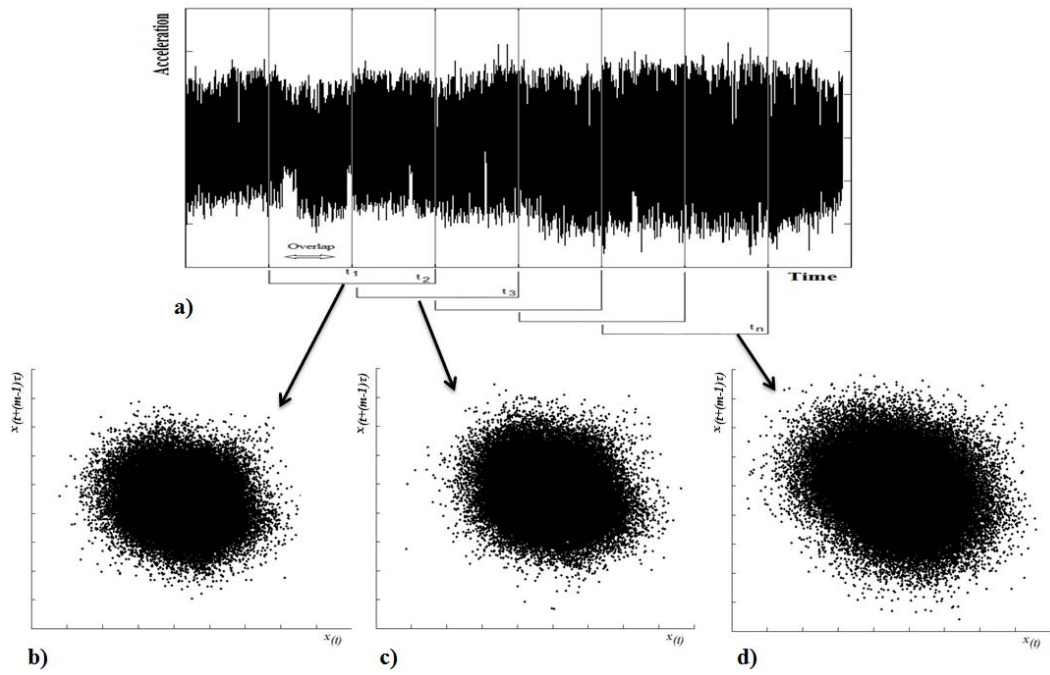 Acceleration
Overlap
t1
t2
Time
t3
a)
tn
x(t+(m-1)τ)
x(t+(m-1)τ)
x(t+(m-1)τ)
x(t)
x(t)
x(t)
b)
c)
d)